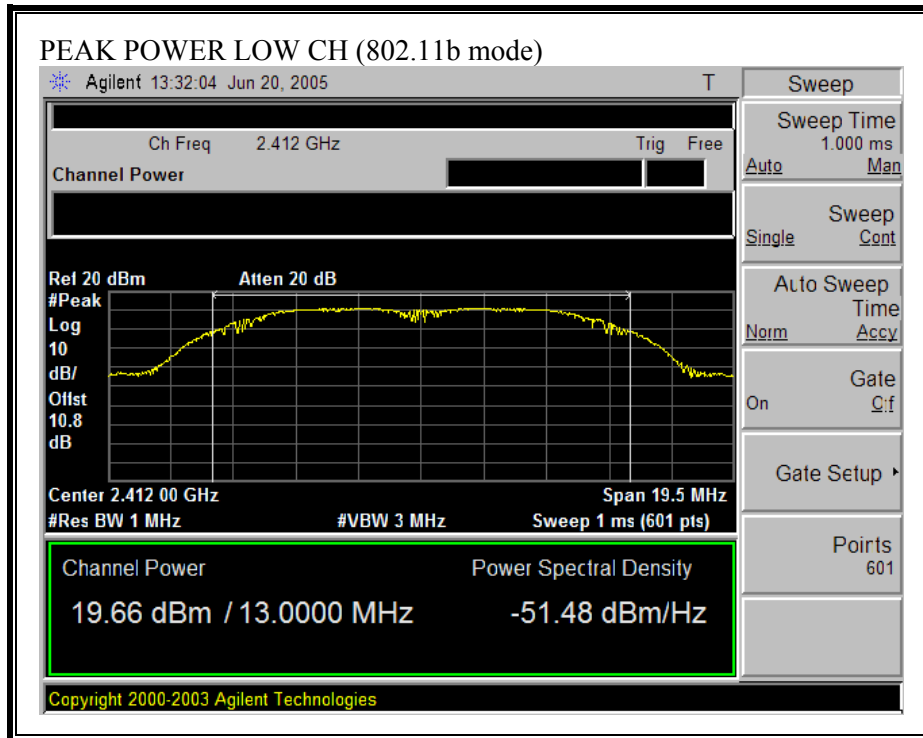 PEAK POWER LOW CH (802.11b mode)
Agilent 13:32:04 Jun 20, 2005 T
Ch Freq 2.412 GHz Trig Free
Channel Power
Ref 20 dBm Atten 20 dB
#Peak
Log
10
dB/
Offst
10.8
dB
Center 2.412 00 GHz Span 19.5 MHz
#Res BW 1 MHz #VBW 3 MHz Sweep 1 ms (601 pts)
Channel Power Power Spectral Density
19.66 dBm / 13.0000 MHz -51.48 dBm/Hz
Copyright 2000-2003 Agilent Technologies
Sweep
Sweep Time
1.000 ms
Auto Man
Sweep
Single Cont
Auto Sweep
Time
Norm Accy
Gate
On Off
Gate Setup
Points
601